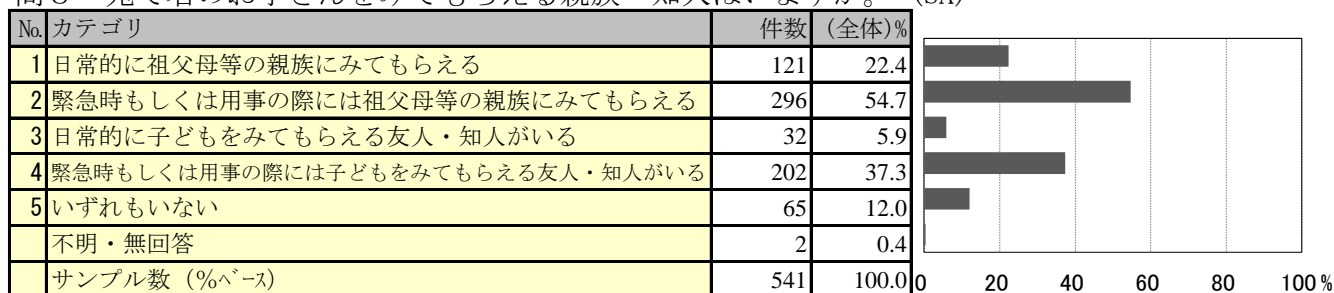 No. カテゴリ 件数 (全体)%
1 日常的に祖父母等の親族にみてもらえる 121 22.4
2 緊急時もしくは用事の際には祖父母等の親族にみてもらえる 296 54.7
3 日常的に子どもをみてもらえる友人・知人がいる 32 5.9
4 緊急時もしくは用事の際には子どもをみてもらえる友人・知人がいる 202 37.3
5 いずれもいない 65 12.0
不明・無回答 2 0.4
サンプル数（%ﾍﾞｰｽ） 541 100.0
0 20 40 60 80 100%